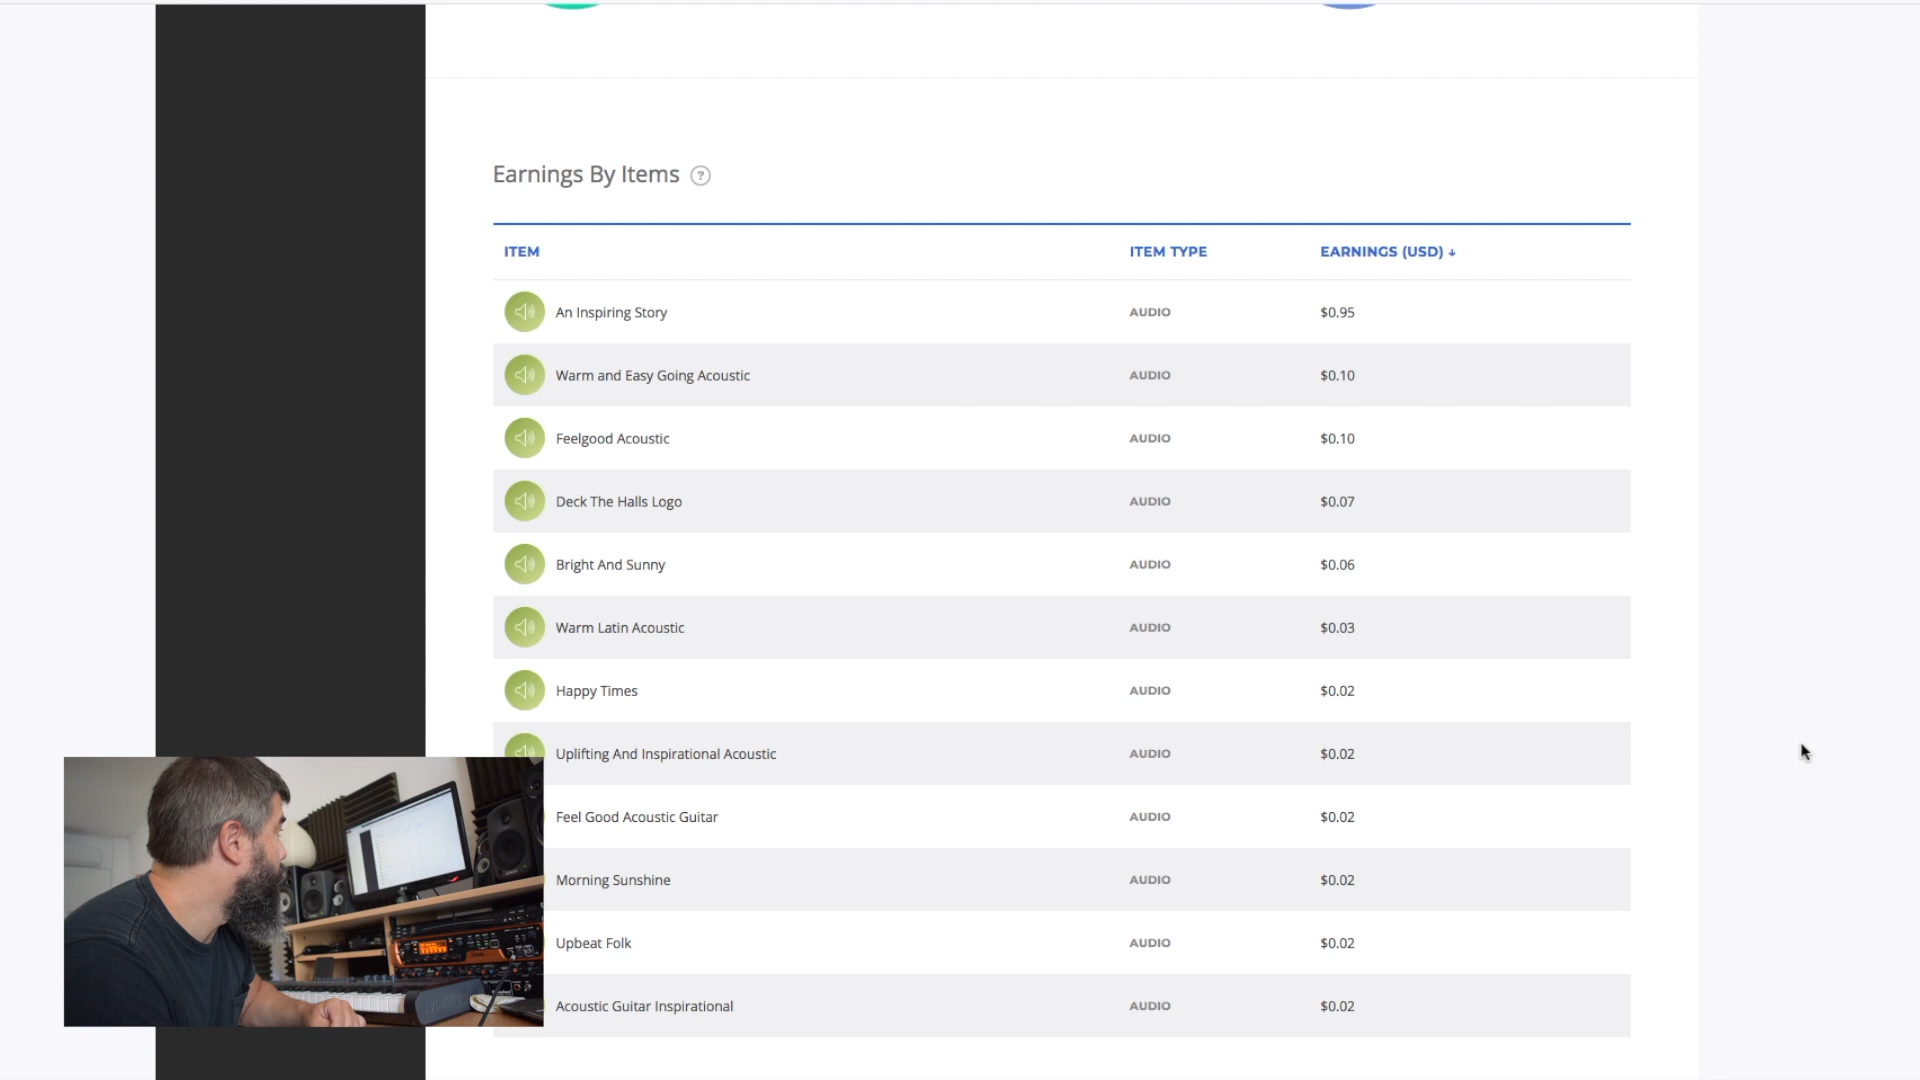 Earnings By Items ?
ITEM ITEM TYPE EARNINGS (USD) ↓
An Inspiring Story AUDIO $0.95
Warm and Easy Going Acoustic AUDIO $0.10
Feelgood Acoustic AUDIO $0.10
Deck The Halls Logo AUDIO $0.07
Bright And Sunny AUDIO $0.06
Warm Latin Acoustic AUDIO $0.03
Happy Times AUDIO $0.02
Uplifting And Inspirational Acoustic AUDIO $0.02
Feel Good Acoustic Guitar AUDIO $0.02
Morning Sunshine AUDIO $0.02
Upbeat Folk AUDIO $0.02
Acoustic Guitar Inspirational AUDIO $0.02